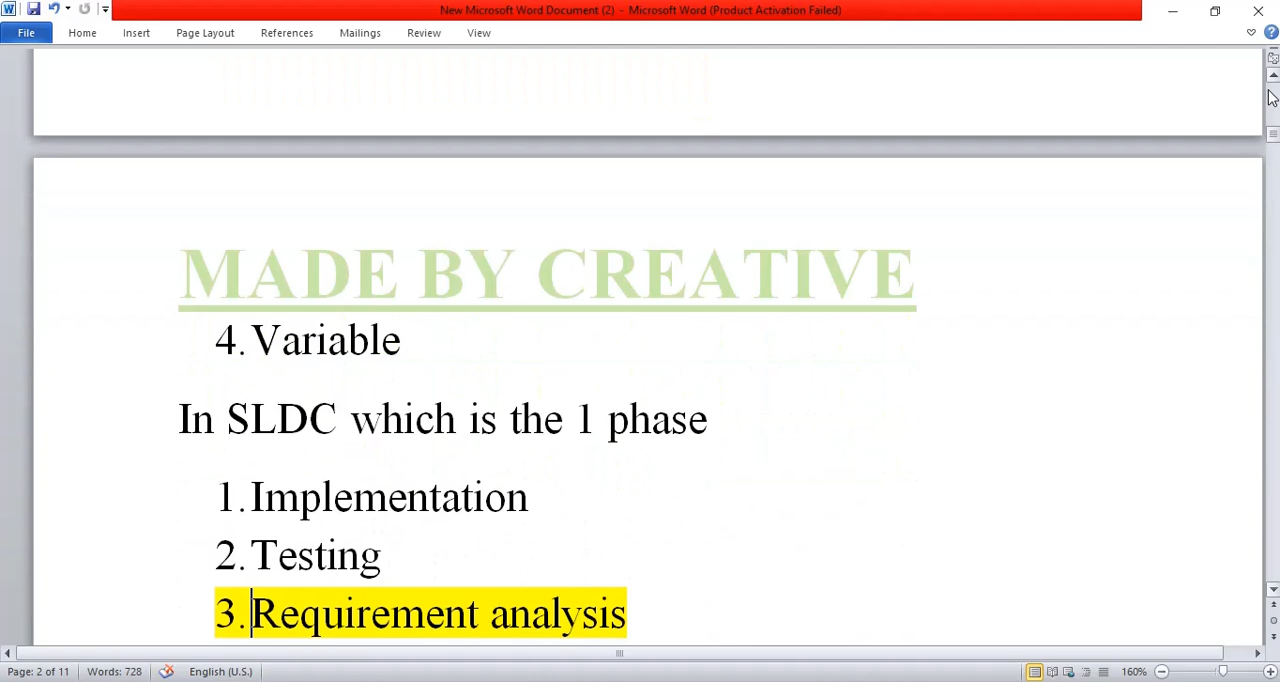 New Microsoft Word Document (2) - Microsoft Word (Product Activation Failed)
File Home Insert Page Layout References Mailings Review View
MADE BY CREATIVE
4. Variable
In SLDC which is the 1 phase
1. Implementation
2. Testing
3. Requirement analysis
Page: 2 of 11 Words: 728 English (U.S.) 160%